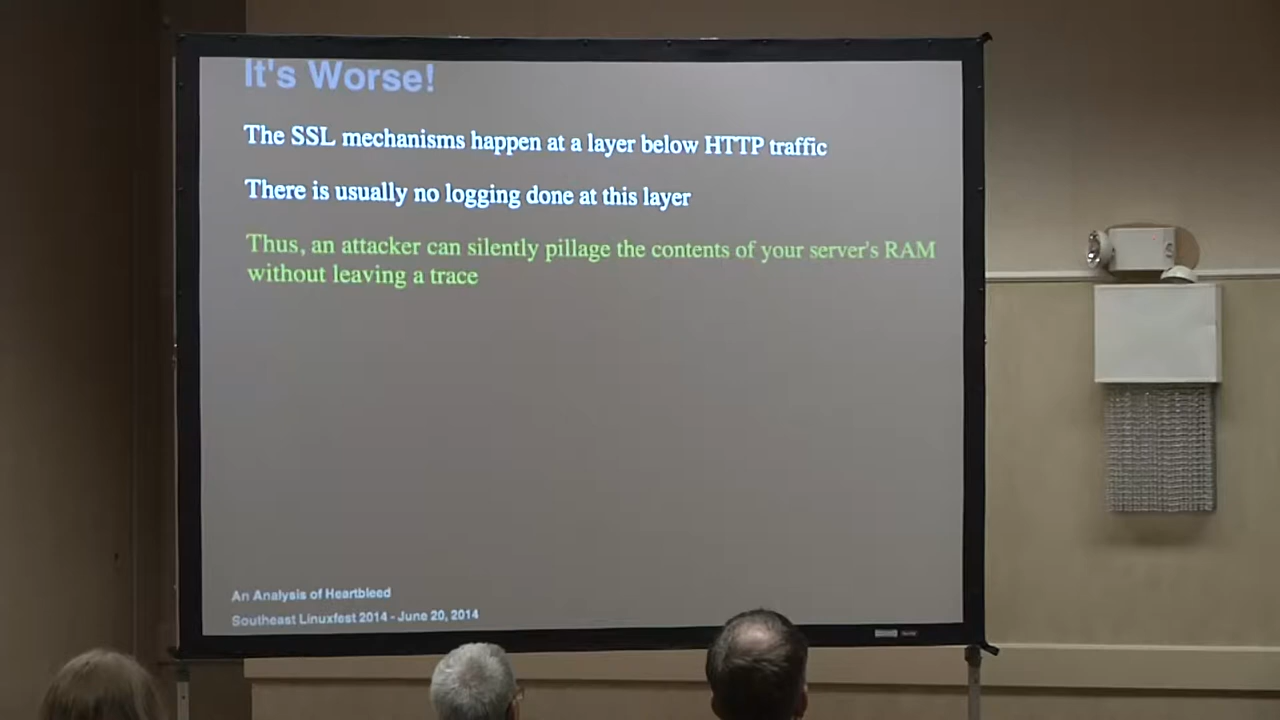 It's Worse!
The SSL mechanisms happen at a layer below HTTP traffic
There is usually no logging done at this layer
Thus, an attacker can silently pillage the contents of your server's RAM
without leaving a trace
An Analysis of Heartbleed
Southeast Linuxfest 2014 - June 20, 2014